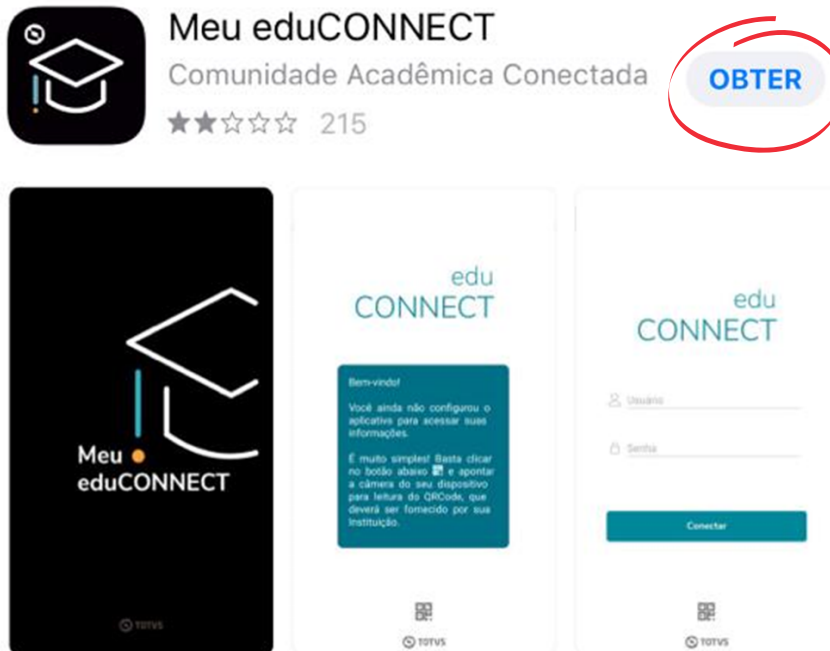 Meu eduCONNECT
Comunidade Acadêmica Conectada
OBTER
215
Meu
eduCONNECT
TOTVS
edu
CONNECT
Bem-vindo!
Você ainda não configurou o
aplicativo para acessar suas
informações.
É muito simples! Basta clicar
no botão abaixo e apontar
a câmera do seu dispositivo
para leitura do QRCode, que
deverá ser fornecido por sua
Instituição.
TOTVS
edu
CONNECT
Usuário
Senha
Conectar
TOTVS